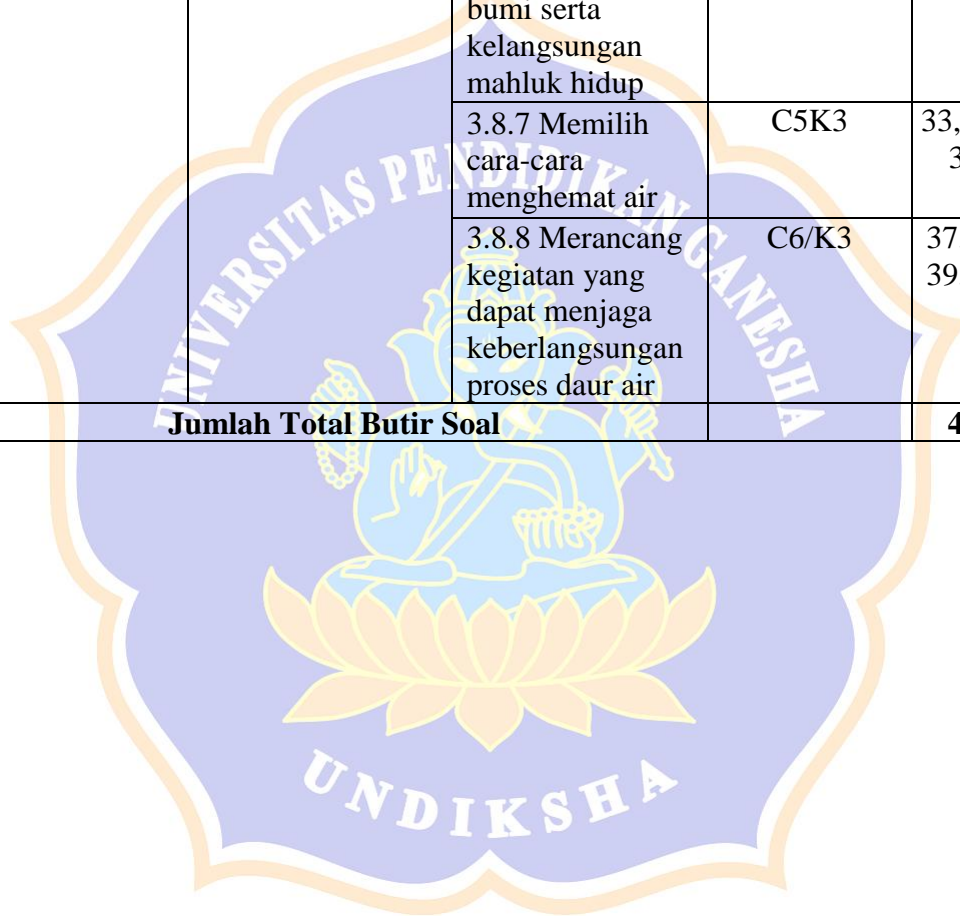 bumi serta
kelangsungan
mahluk hidup
3.8.7 Memilih
cara-cara
menghemat air
C5K3
33,
3
3.8.8 Merancang
kegiatan yang
dapat menjaga
keberlangsungan
proses daur air
C6/K3
37
39
Jumlah Total Butir Soal
4
UNIVERSITAS PENDIDIKAN GANESHA
UNDIKSHA